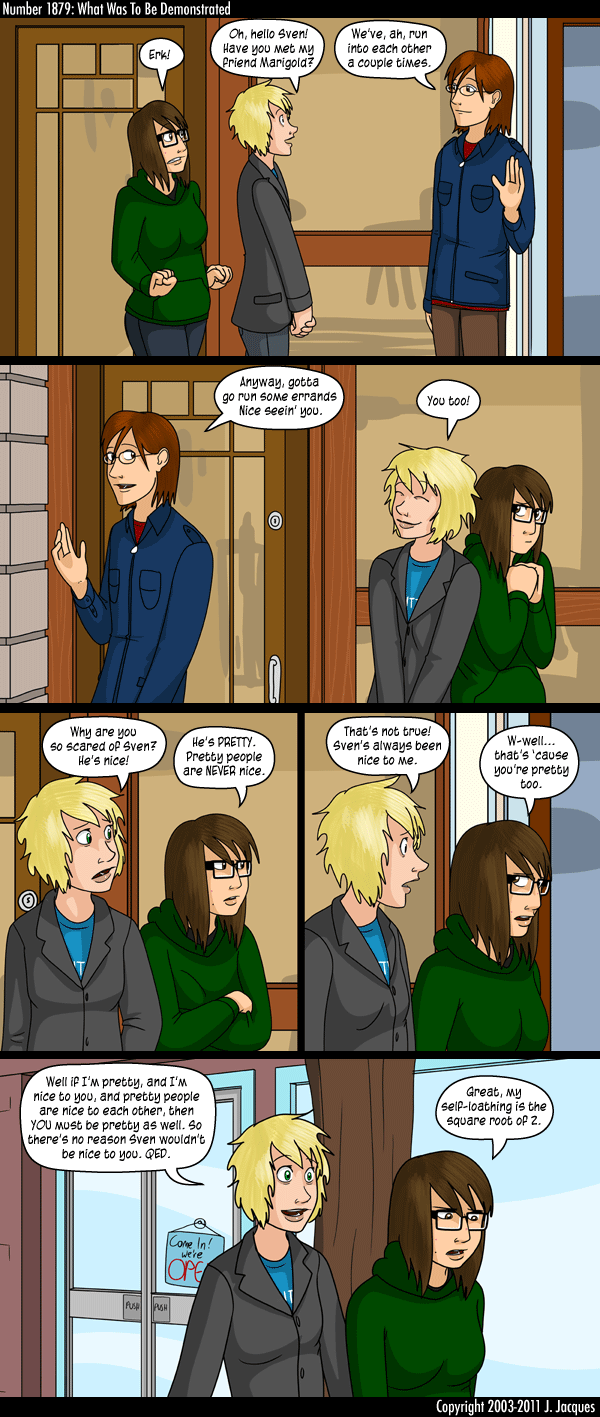 Number 1879: What Was To Be Demonstrated
Erk!
Oh, hello Sven!
Have you met my
friend Marigold?
We've, ah, run
into each other
a couple times.
Anyway, gotta
go run some errands
Nice seein' you.
You too!
Why are you
so scared of Sven?
He's nice!
He's PRETTY.
Pretty people
are NEVER nice.
That's not true!
Sven's always been
nice to me.
W-well...
that's 'cause
you're pretty
too.
Well if I'm pretty, and I'm
nice to you, and pretty people
are nice to each other, then
YOU must be pretty as well. So
there's no reason Sven wouldn't
be nice to you. QED.
Great, my
self-loathing is the
square root of 2.
Come In!
we're
OPE
PUSH
PUSH
Copyright 2003-2011 J. Jacques